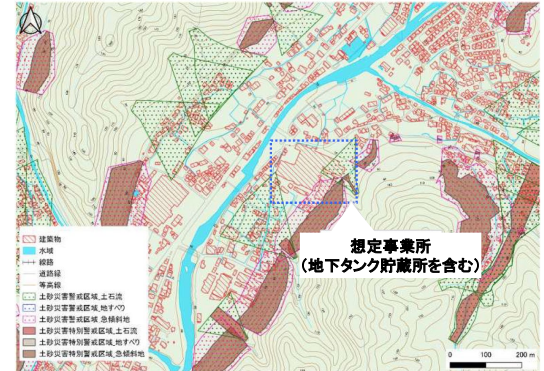 想定事業所
(地下タンク貯蔵所を含む)
建築物
水域
線路
道路縁
等高線
土砂災害警戒区域_土石流
土砂災害警戒区域_地すべり
土砂災害警戒区域_急傾斜地
土砂災害特別警戒区域_土石流
土砂災害特別警戒区域_地すべり
土砂災害特別警戒区域_急傾斜地
0 100 200 m